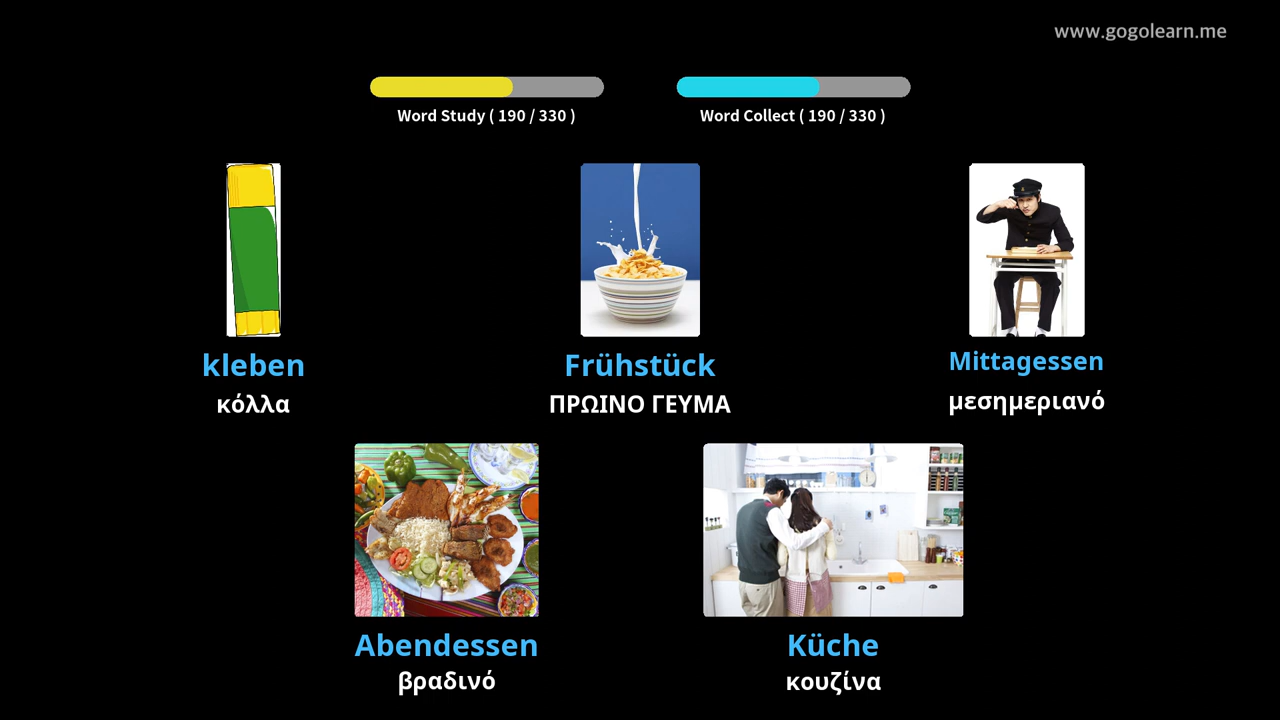 www.gogolearn.me
Word Study ( 190 / 330 )
Word Collect ( 190 / 330 )
kleben
κόλλα
Frühstück
ΠΡΩΙΝΟ ΓΕΥΜΑ
Mittagessen
μεσημεριανό
Abendessen
βραδινό
Küche
κουζίνα